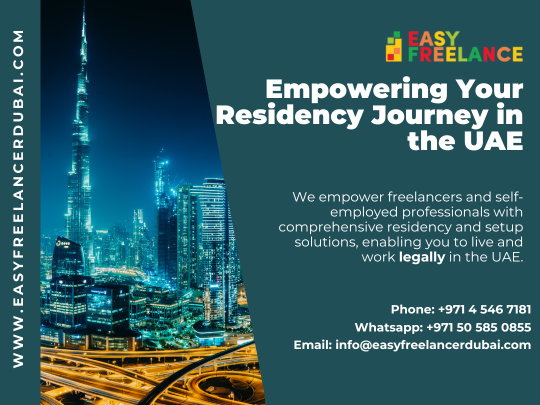 WWW.EASYFREELANCERDUBAI.COM
EASY
FREELANCE
Empowering Your
Residency Journey in
the UAE
We empower freelancers and self-
employed professionals with
comprehensive residency and setup
solutions, enabling you to live and
work legally in the UAE.
Phone: +971 4 546 7181
Whatsapp: +971 50 585 0855
Email: info@easyfreelancerdubai.com